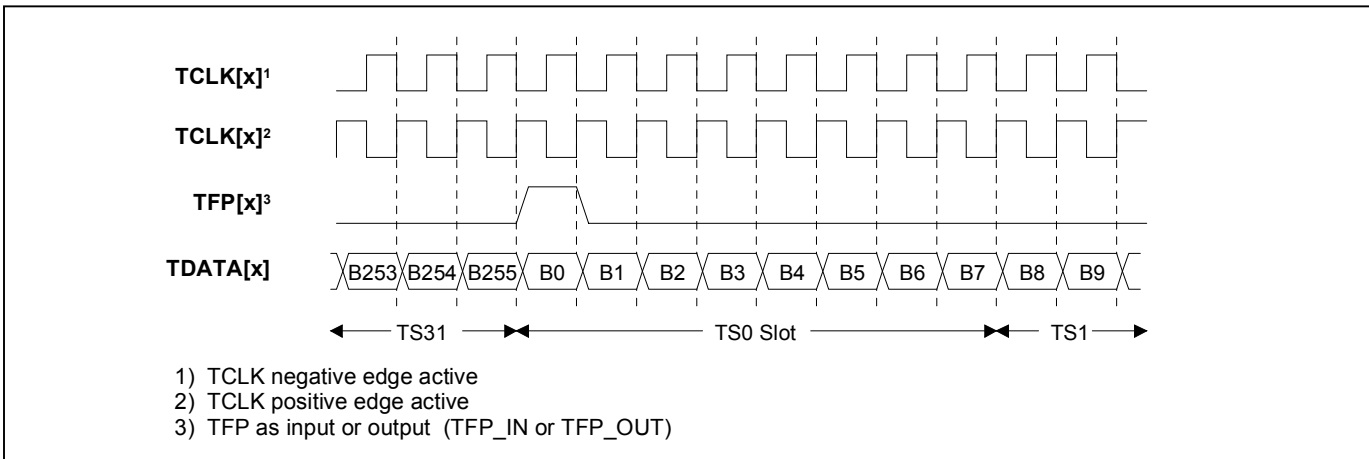 TCLK[x]¹
TCLK[x]²
TFP[x]³
TDATA[x] B253 B254 B255 B0 B1 B2 B3 B4 B5 B6 B7 B8 B9
TS31 TS0 Slot TS1
1) TCLK negative edge active
2) TCLK positive edge active
3) TFP as input or output (TFP_IN or TFP_OUT)